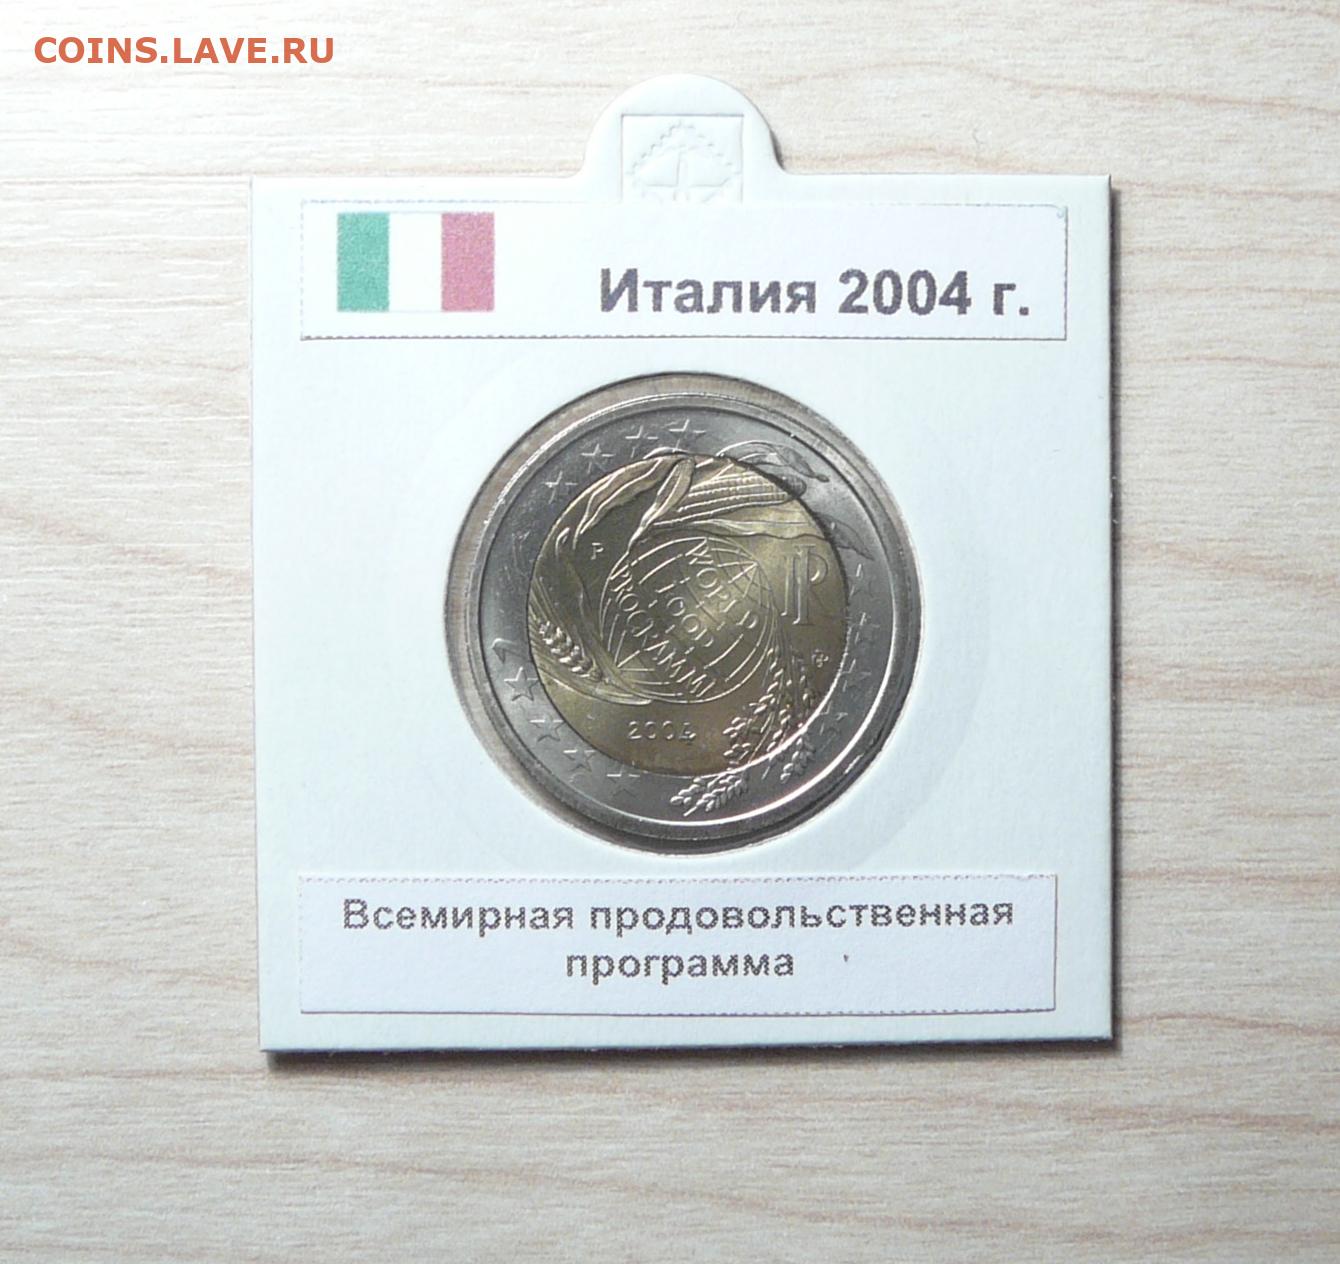 COINS.LAVE.RU
Италия 2004 г.
WORLD
FOOD
PROGRAMME
R
RI
2004
Всемирная продовольственная
программа